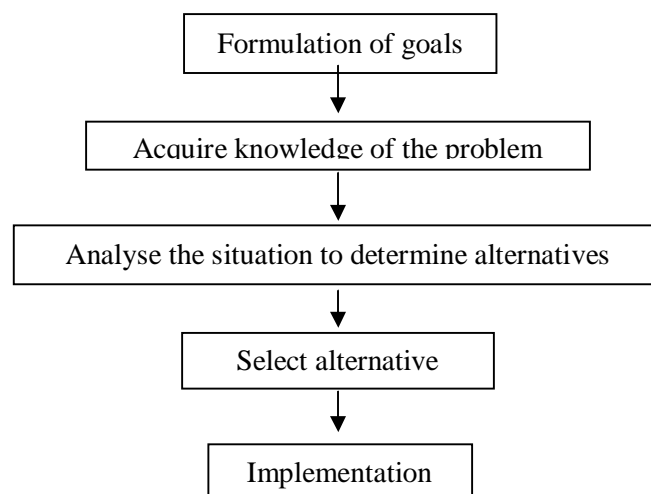 Formulation of goals
Acquire knowledge of the problem
Analyse the situation to determine alternatives
Select alternative
Implementation